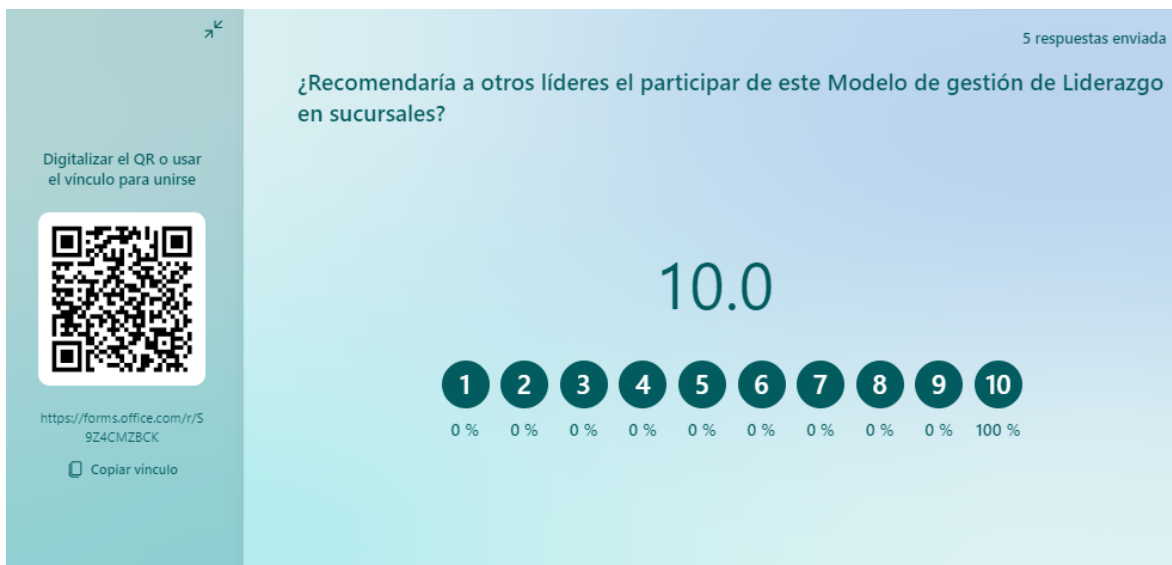 5 respuestas enviada
¿Recomendaría a otros líderes el participar de este Modelo de gestión de Liderazgo
en sucursales?
Digitalizar el QR o usar
el vínculo para unirse
https://forms.office.com/r/S
9Z4CMZBCK
Copiar vínculo
10.0
1 2 3 4 5 6 7 8 9 10
0 % 0 % 0 % 0 % 0 % 0 % 0 % 0 % 0 % 100 %